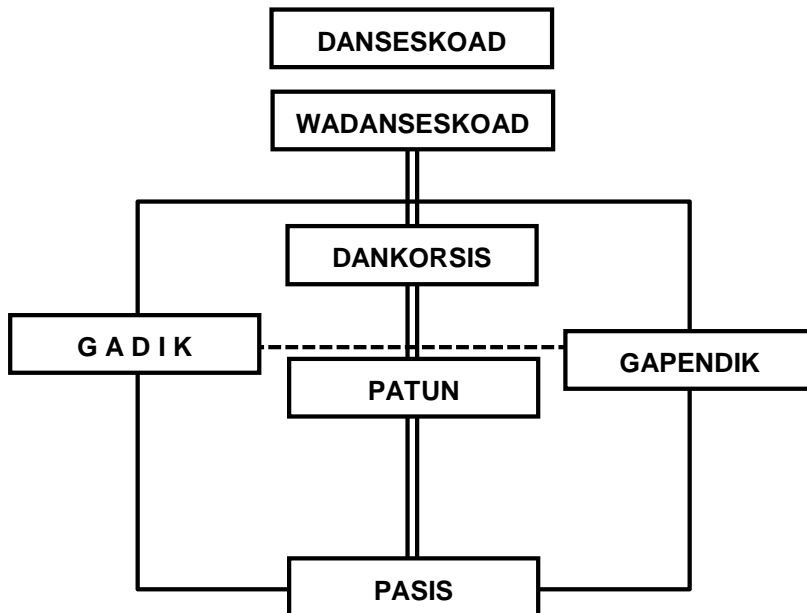 DANSESKOAD
WADANSESKOAD
DANKORSIS
G A D I K
GAPENDIK
PATUN
PASIS